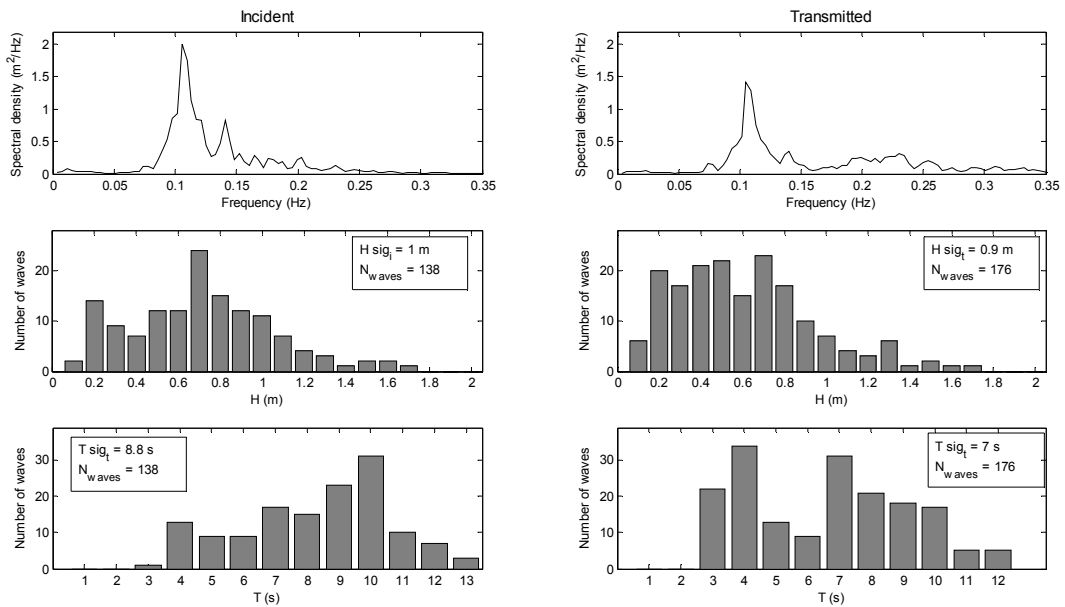 Incident
Spectral density (m²/Hz)
2
1.5
1
0.5
0
0 0.05 0.1 0.15 0.2 0.25 0.3 0.35
Frequency (Hz)
Transmitted
Spectral density (m²/Hz)
2
1.5
1
0.5
0
0 0.05 0.1 0.15 0.2 0.25 0.3 0.35
Frequency (Hz)
Number of waves
20
10
0
H sigᵢ = 1 m
N waves = 138
0 0.2 0.4 0.6 0.8 1 1.2 1.4 1.6 1.8 2
H (m)
Number of waves
20
10
0
H sigₜ = 0.9 m
N waves = 176
0 0.2 0.4 0.6 0.8 1 1.2 1.4 1.6 1.8 2
H (m)
Number of waves
30
20
10
0
T sigₜ = 8.8 s
N waves = 138
1 2 3 4 5 6 7 8 9 10 11 12 13
T (s)
Number of waves
30
20
10
0
T sigₜ = 7 s
N waves = 176
1 2 3 4 5 6 7 8 9 10 11 12
T (s)